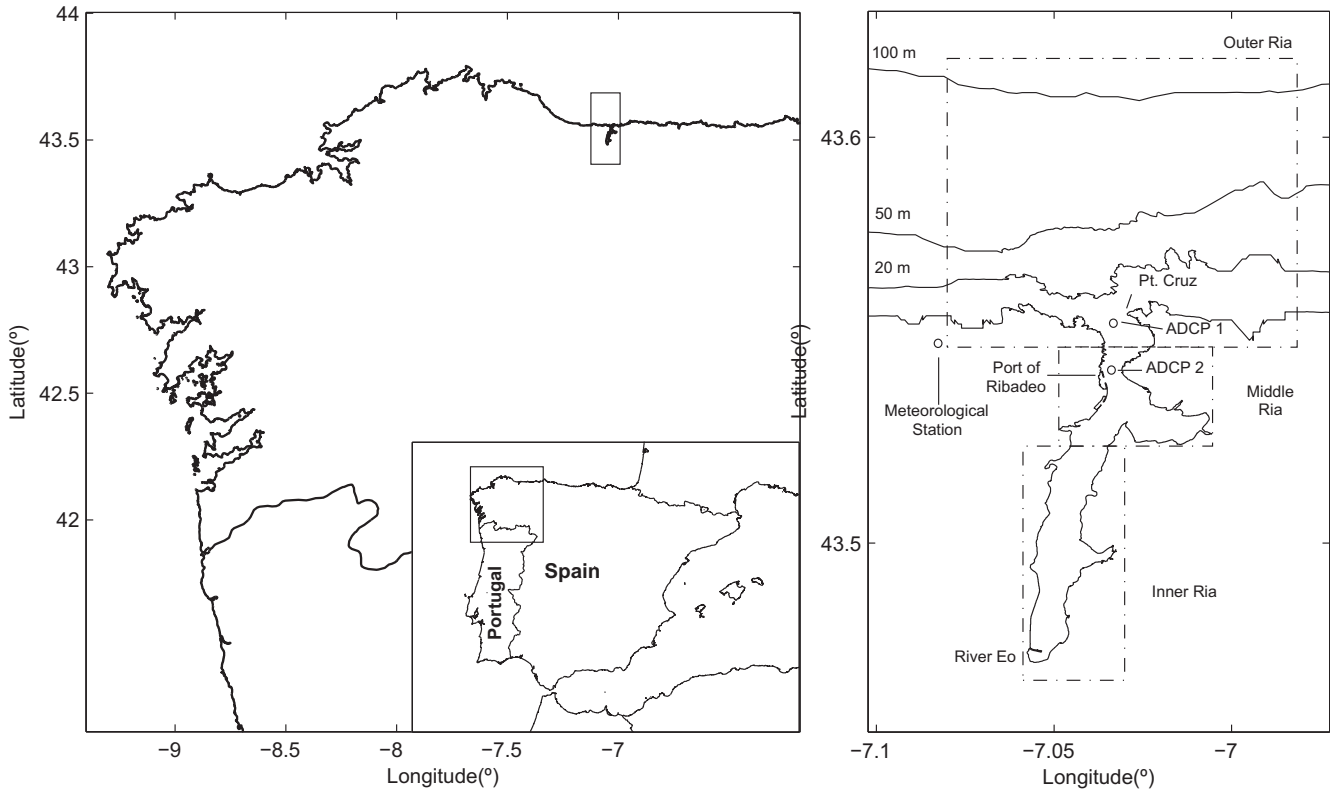 44
43.5
43
42.5
42
Latitude(º)
−9
−8.5
−8
−7.5
−7
Longitude(º)
Portugal
Spain
Latitude(º)
43.6
43.5
−7.1
−7.05
−7
Longitude(º)
Outer Ria
100 m
50 m
20 m
Pt. Cruz
ADCP 1
Port of
Ribadeo
ADCP 2
Meteorological
Station
Middle
Ria
Inner Ria
River Eo